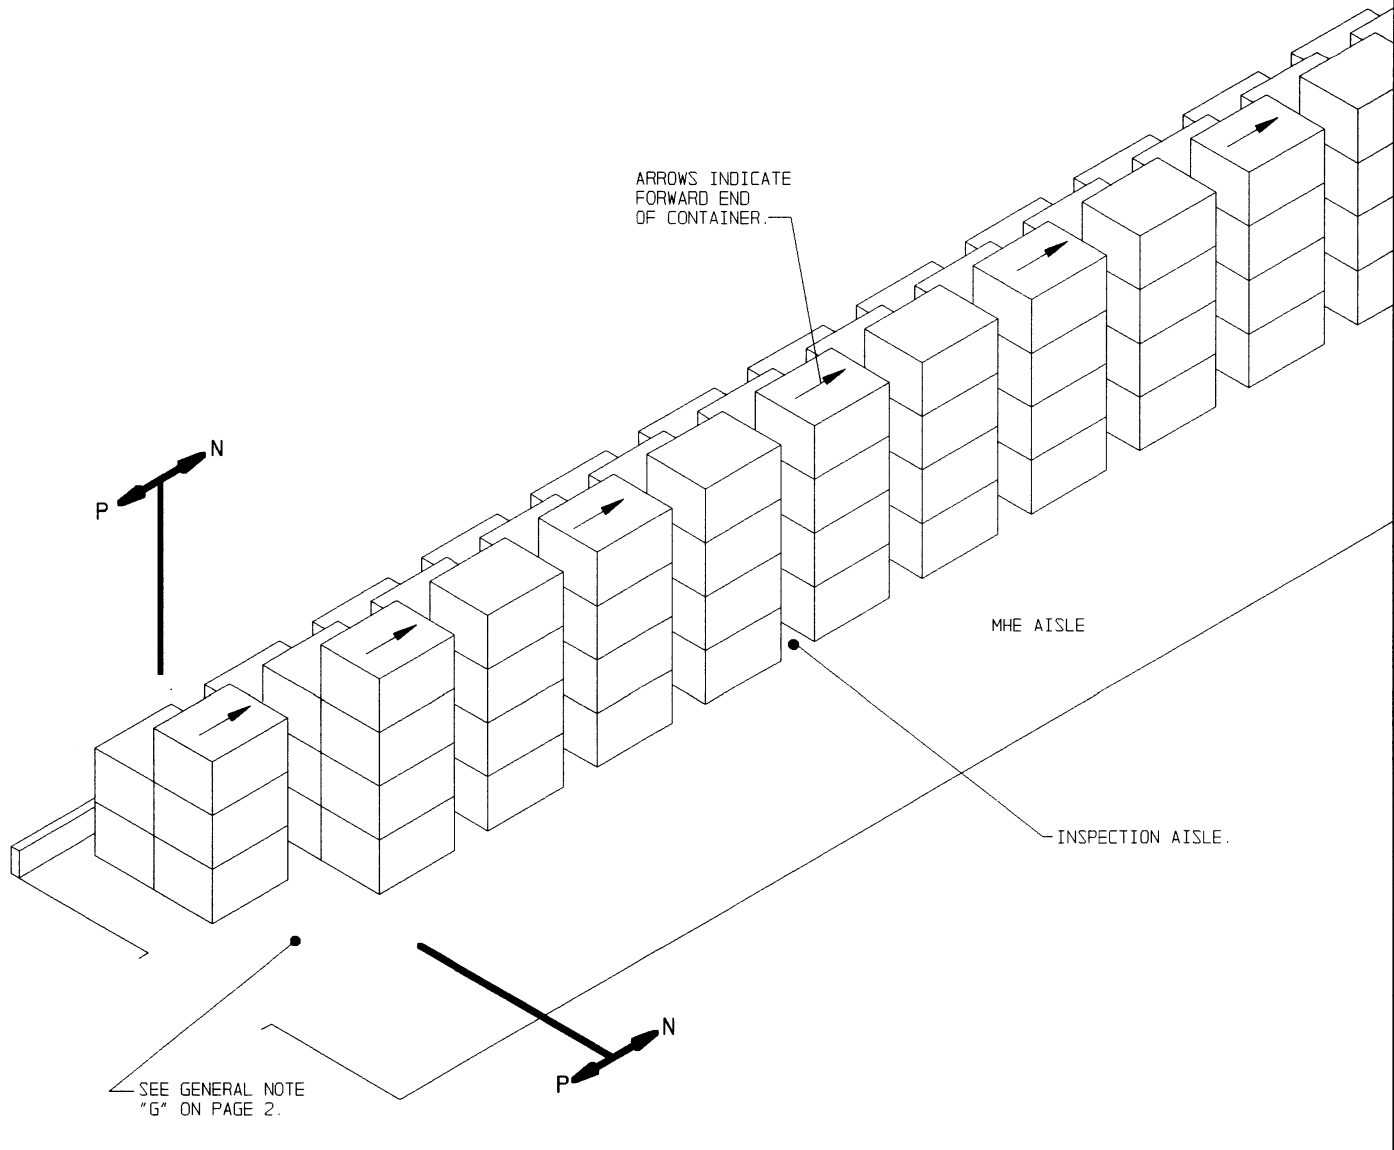 ARROWS INDICATE
FORWARD END
OF CONTAINER.
N
P
MHE AISLE
INSPECTION AISLE.
N
P
SEE GENERAL NOTE
"G" ON PAGE 2.